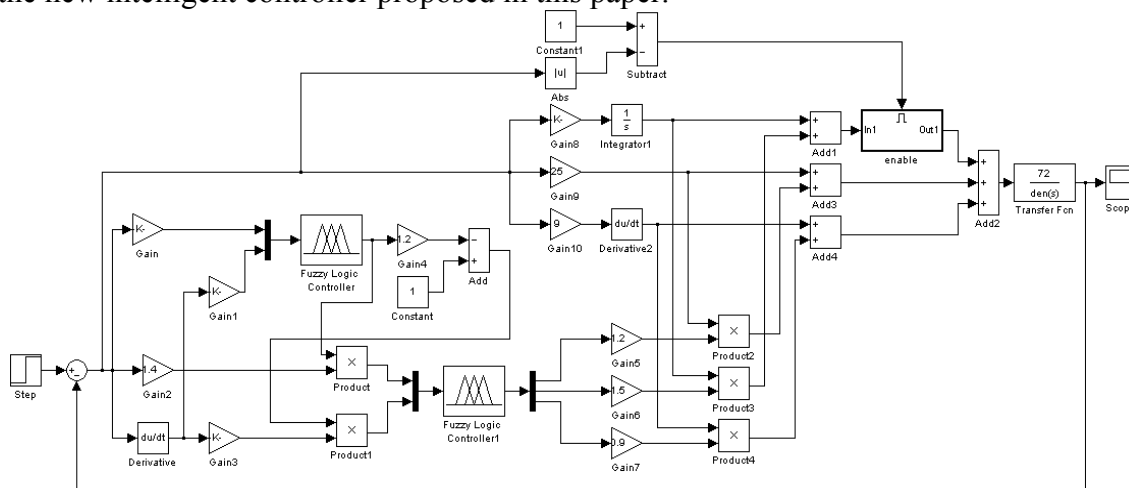 the new intelligent controller proposed in this paper.
1
Constant1
+
−
Subtract
|u|
Abs
K-
Gain8
1
s
Integrator1
+
+
Add1
In1
Out1
enable
25
Gain9
+
+
Add3
+
+
+
Add2
72
den(s)
Transfer Fcn
Scop
9
Gain10
du/dt
Derivative2
+
+
Add4
K-
Gain
Fuzzy Logic
Controller
1.2
Gain4
−
+
Add
1
Constant
K-
Gain1
1.2
Gain5
×
Product2
Step
+
−
1.4
Gain2
×
Product
Fuzzy Logic
Controller1
1.5
Gain6
×
Product3
du/dt
Derivative
K-
Gain3
×
Product1
0.9
Gain7
×
Product4